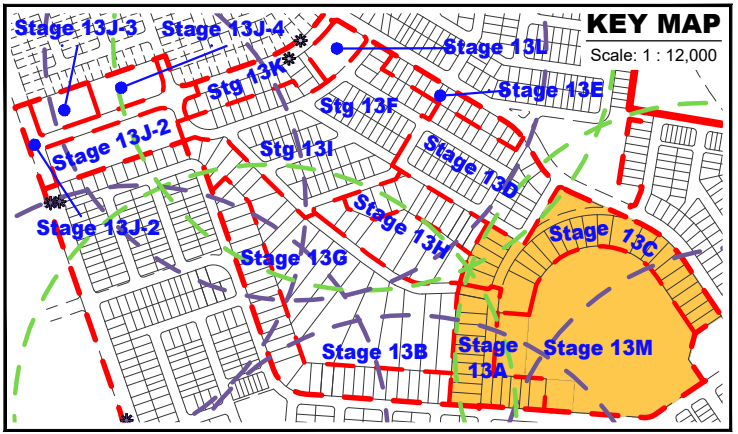 KEY MAP
Scale: 1 : 12,000
Stage 13J-3
Stage 13J-4
Stage 13L
Stg 13K
Stage 13E
Stg 13F
Stage 13J-2
Stg 13I
Stage 13D
Stage 13J-2
Stage 13H
Stage 13C
Stage 13G
Stage 13B
Stage
13A
Stage 13M